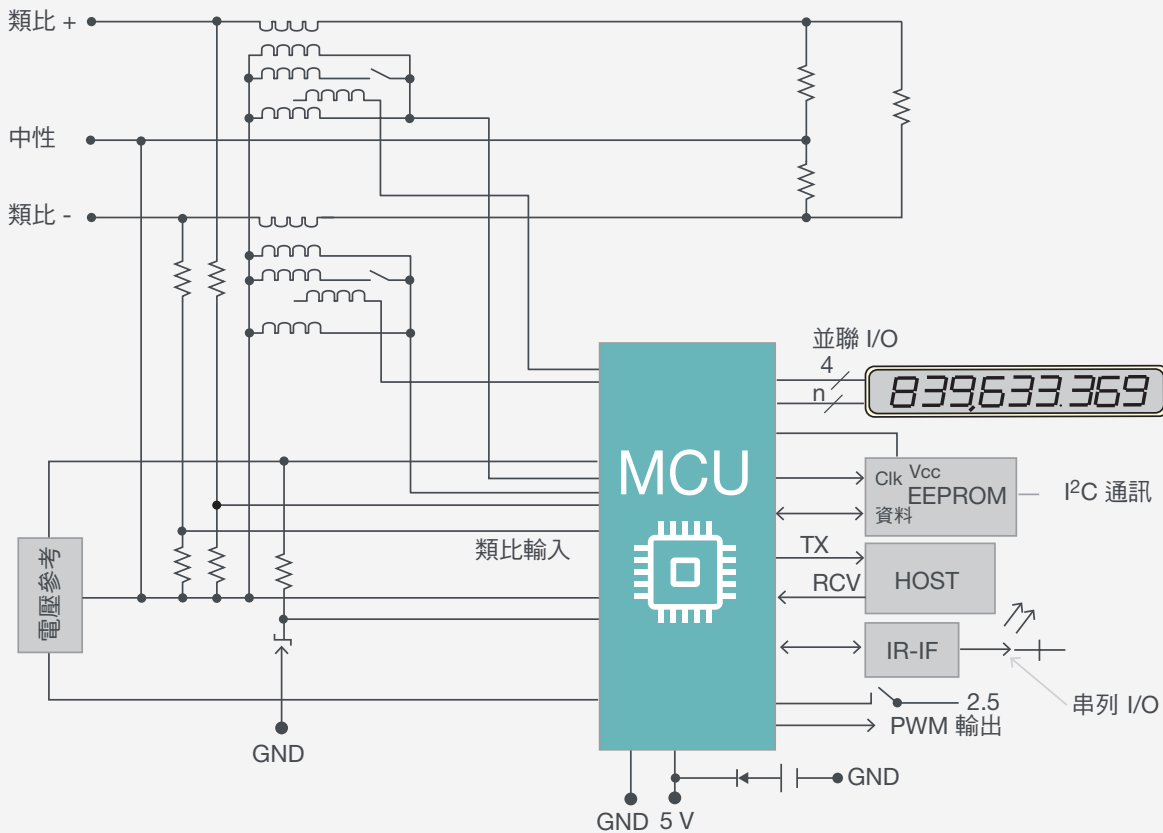 類比 +
中性
類比 -
並聯 I/O
4
n
839,633.369
MCU
Clk
Vcc
EEPROM
資料
I²C 通訊
類比輸入
TX
RCV
HOST
電壓參考
IR-IF
串列 I/O
2.5
PWM 輸出
GND
GND
GND
5 V